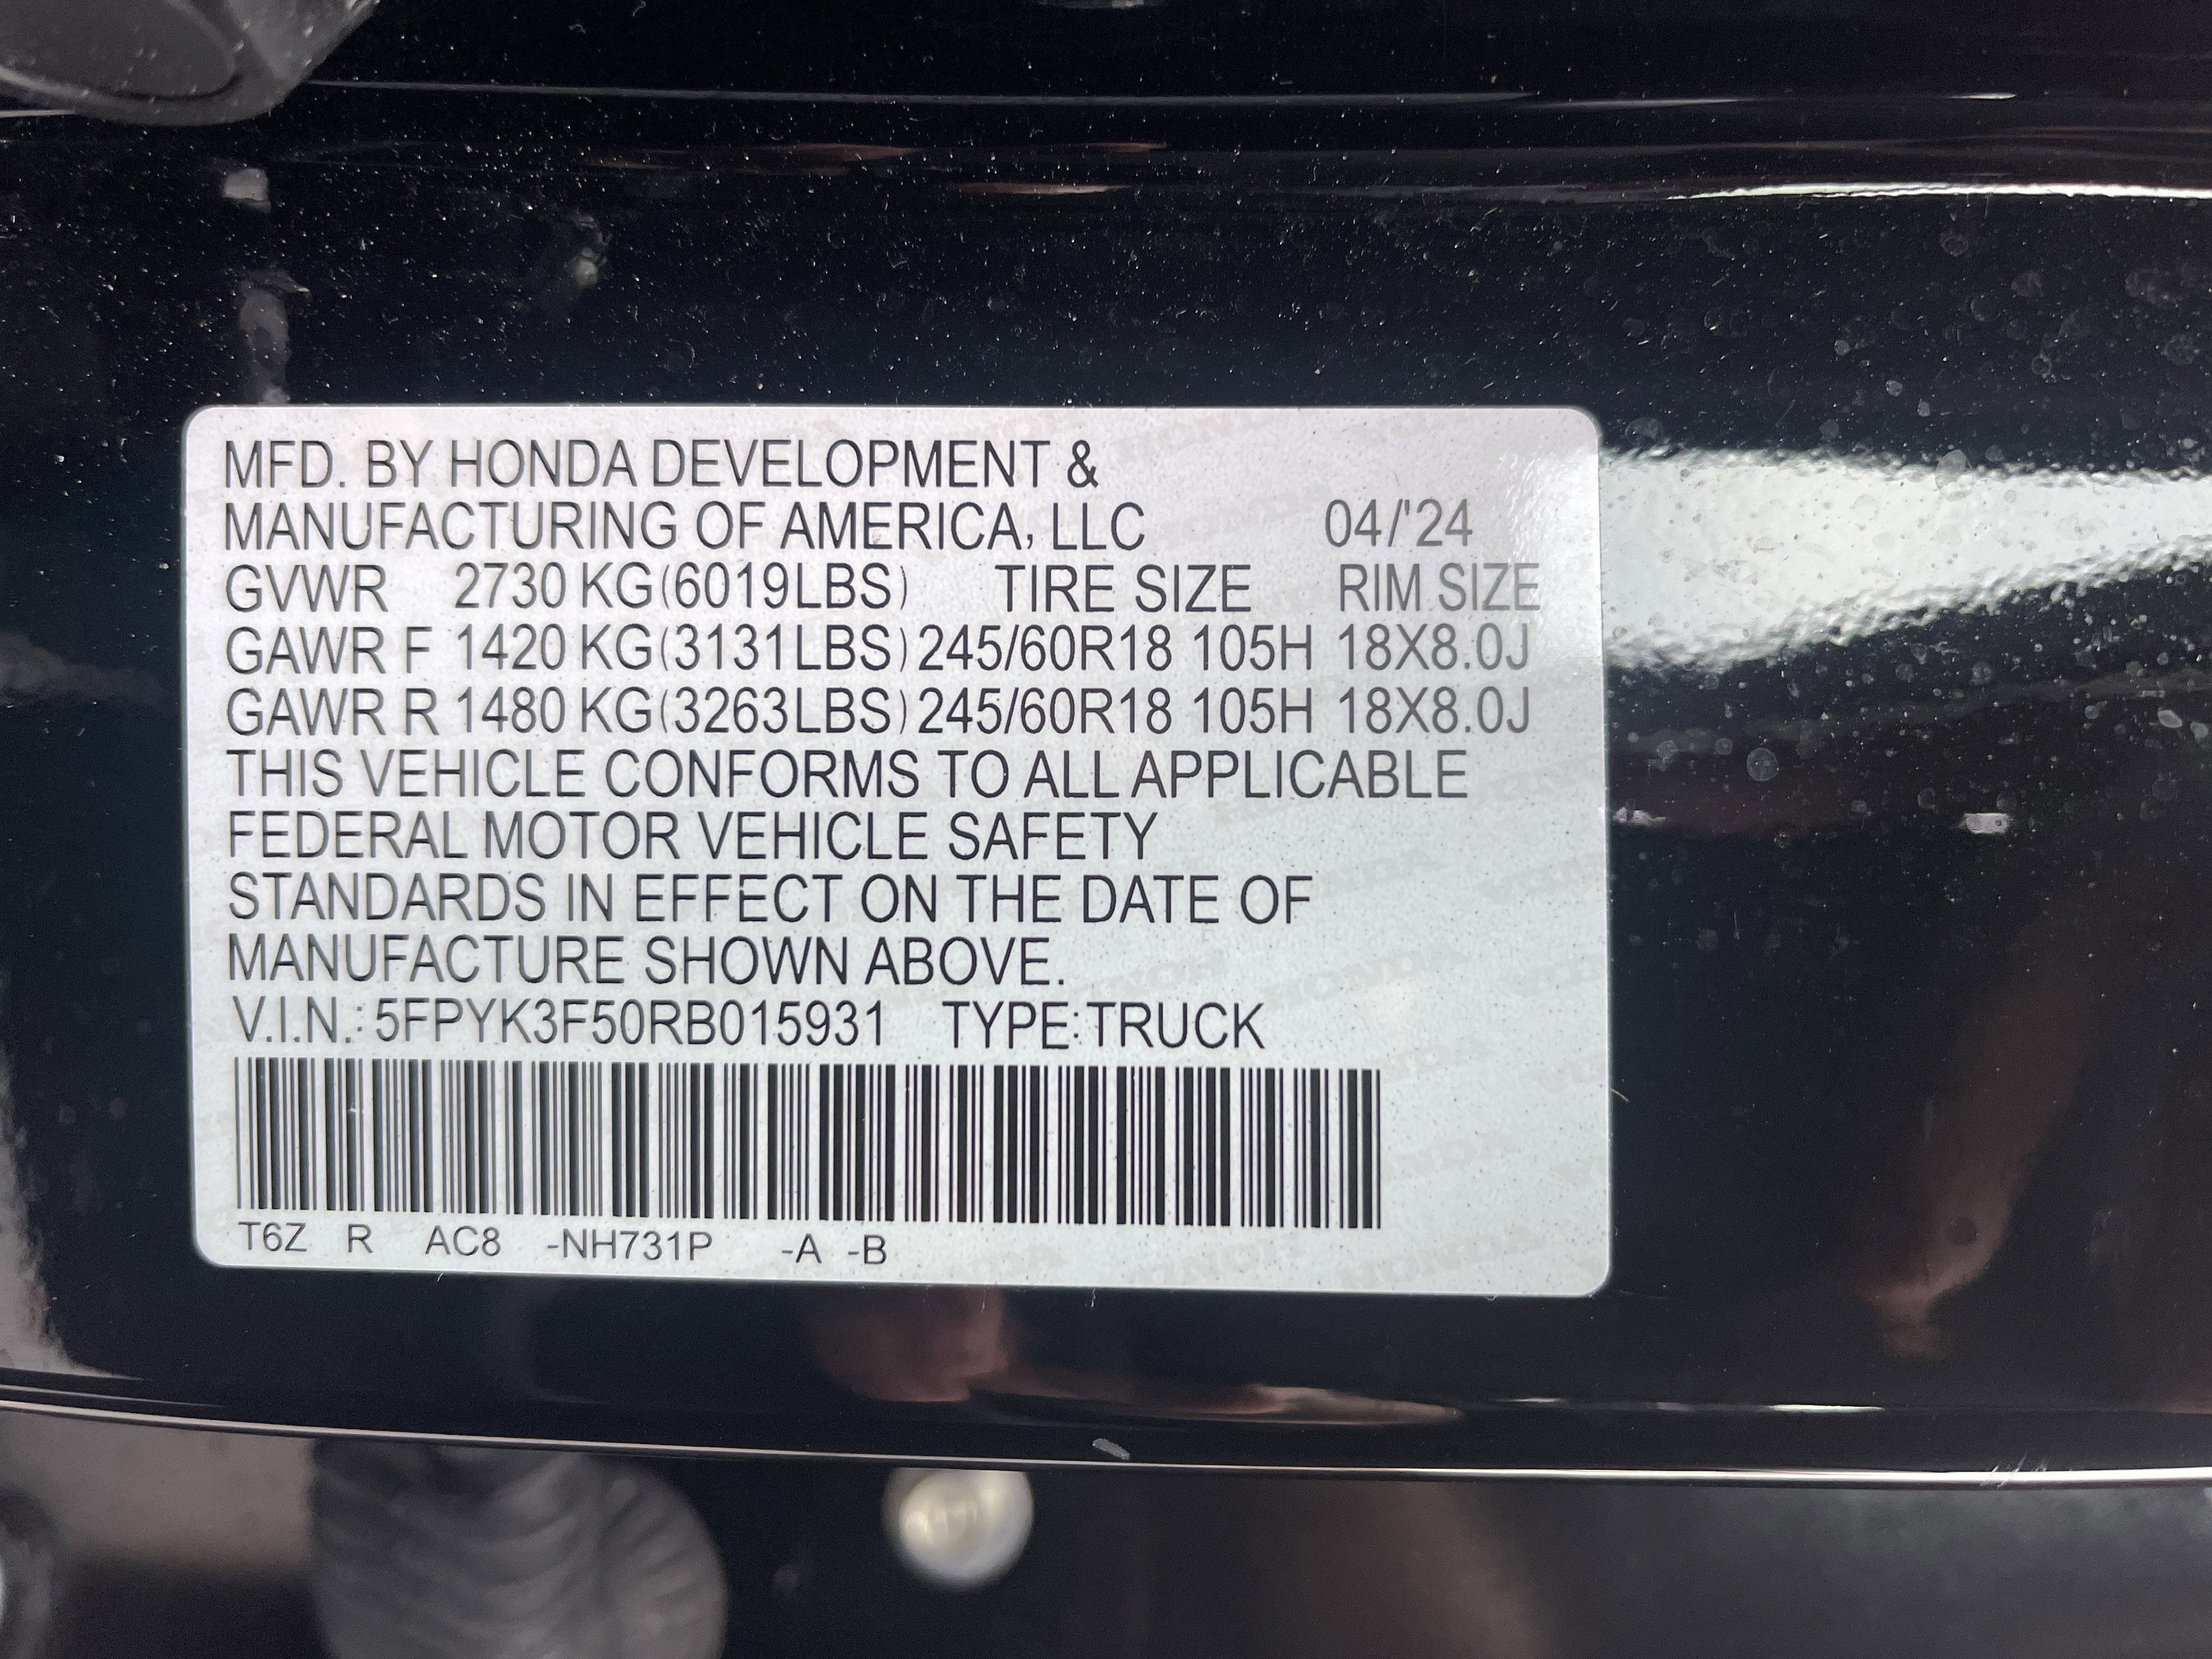 MFD. BY HONDA DEVELOPMENT &
MANUFACTURING OF AMERICA, LLC 04/'24
GVWR 2730 KG(6019LBS) TIRE SIZE RIM SIZE
GAWR F 1420 KG(3131LBS) 245/60R18 105H 18X8.0J
GAWR R 1480 KG(3263LBS) 245/60R18 105H 18X8.0J
THIS VEHICLE CONFORMS TO ALL APPLICABLE
FEDERAL MOTOR VEHICLE SAFETY
STANDARDS IN EFFECT ON THE DATE OF
MANUFACTURE SHOWN ABOVE.
V.I.N.: 5FPYK3F50RB015931 TYPE:TRUCK
T6Z R AC8 -NH731P -A -B